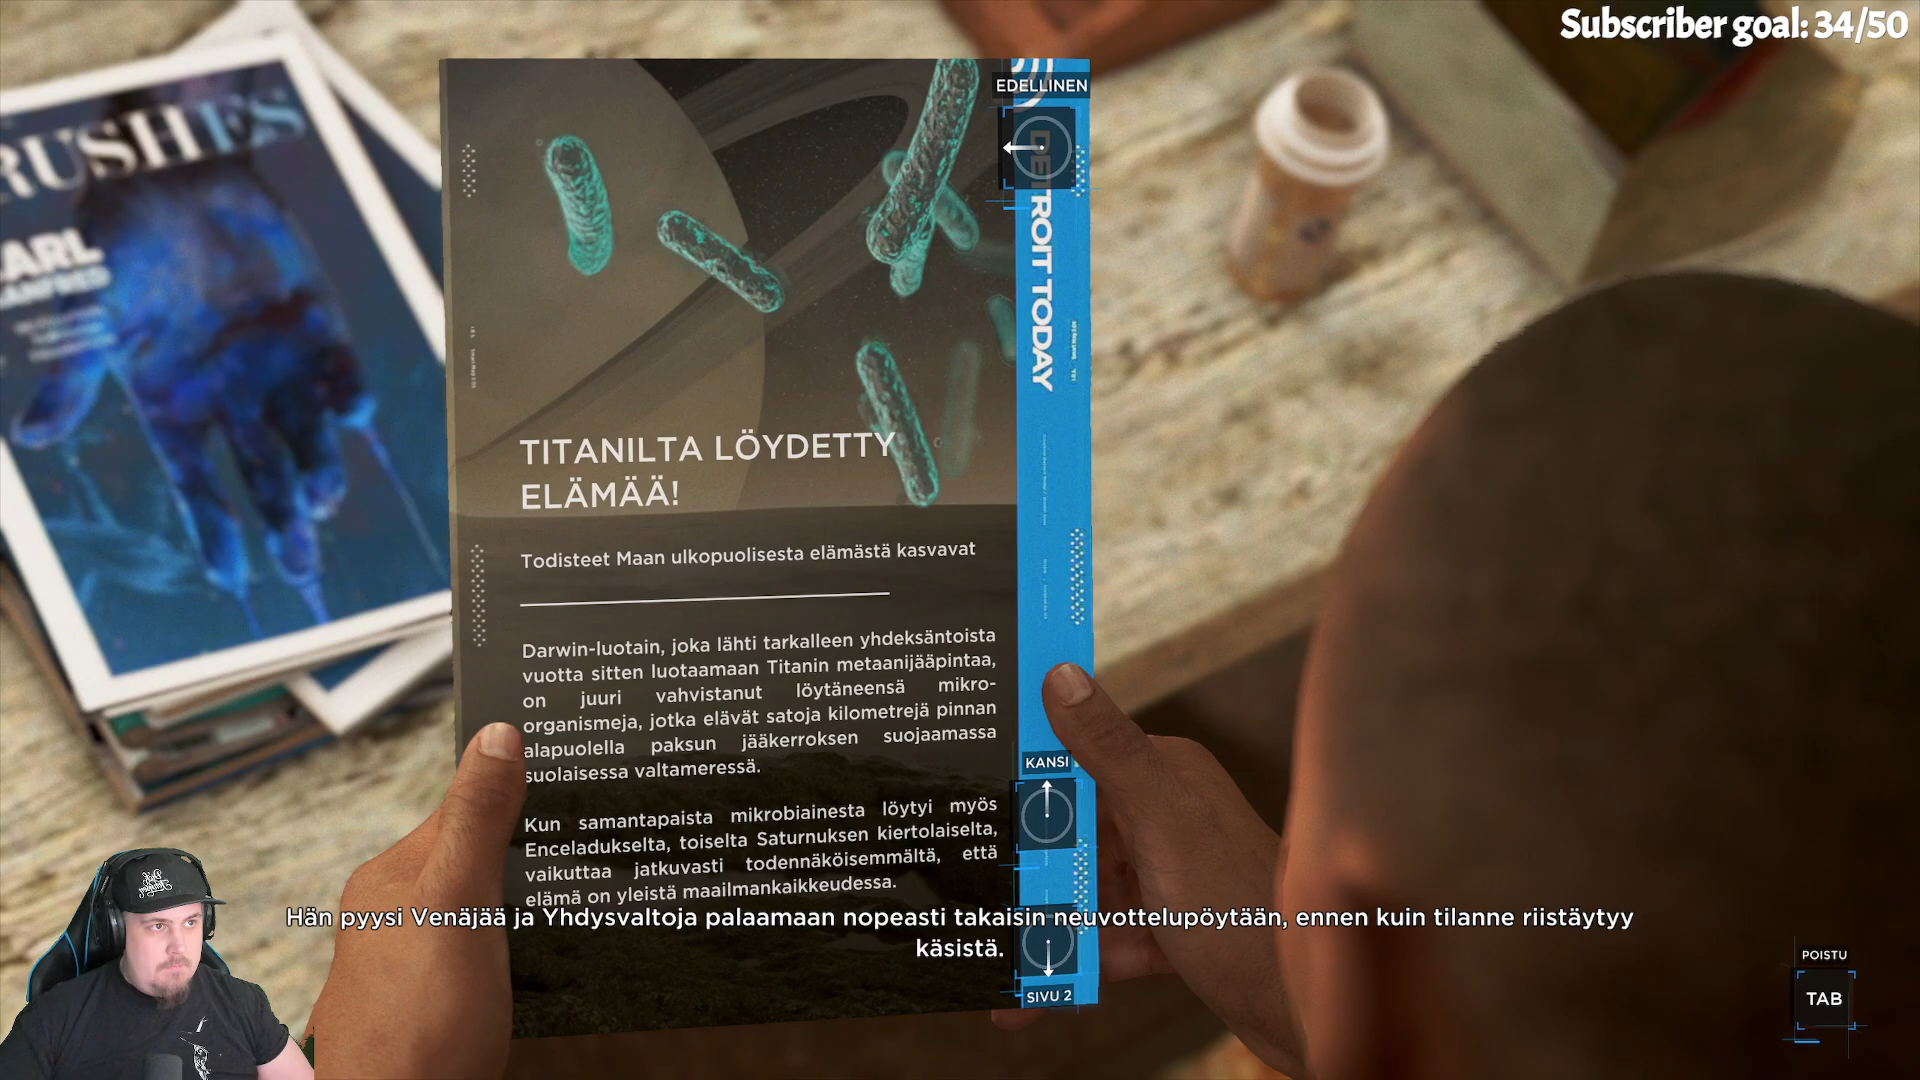 Subscriber goal: 34/50
RUSHES
EDELLINEN
DETROIT TODAY
TITANILTA LÖYDETTY
ELÄMÄÄ!
Todisteet Maan ulkopuolisesta elämästä kasvavat
Darwin-luotain, joka lähti tarkalleen yhdeksäntoista
vuotta sitten luotaamaan Titanin metaanijääpintaa,
on juuri vahvistanut löytäneensä mikro-
organismeja, jotka elävät satoja kilometrejä pinnan
alapuolella paksun jääkerroksen suojaamassa
suolaisessa valtameressä.
Kun samantapaista mikrobiainesta löytyi myös
Enceladukselta, toiselta Saturnuksen kiertolaiselta,
vaikuttaa jatkuvasti todennäköisemmältä, että
elämä on yleistä maailmankaikkeudessa.
KANSI
Hän pyysi Venäjää ja Yhdysvaltoja palaamaan nopeasti takaisin neuvottelupöytään, ennen kuin tilanne riistäytyy
käsistä.
SIVU 2
POISTU
TAB